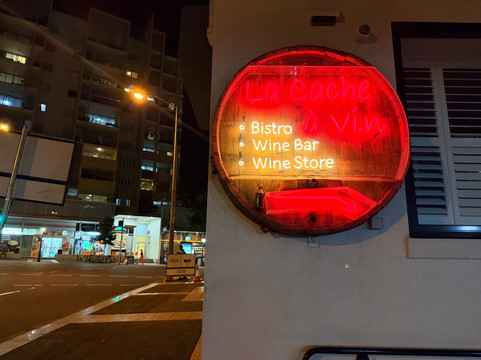 La Cache
à Vin
Bistro
Wine Bar
Wine Store